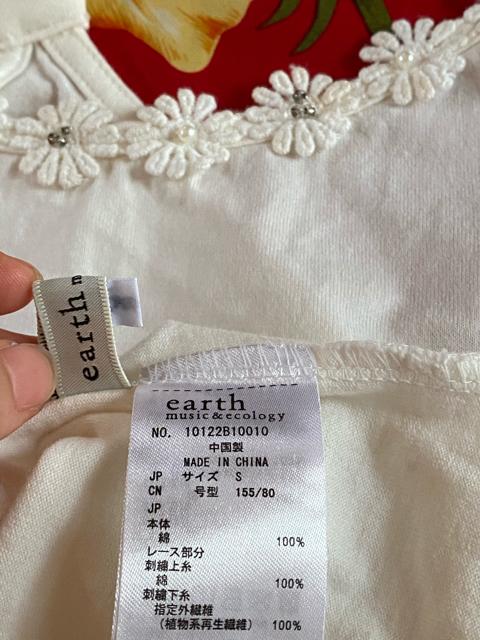 earth m
earth
music&ecology
NO. 10122B10010
中国製
MADE IN CHINA
JP サイズ S
CN 号型 155/80
JP
本体
綿 100%
レース部分
刺繍上糸
綿 100%
刺繍下糸
指定外繊維
(植物系再生繊維) 100%